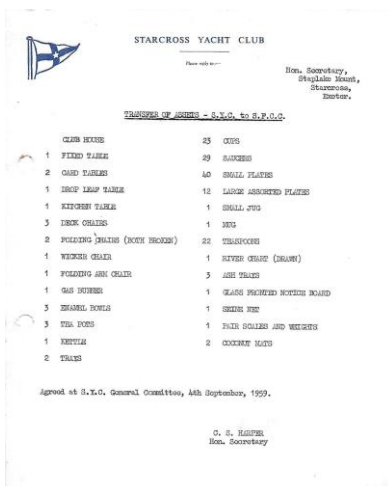 STARCROSS YACHT CLUB
Please reply to:—
Hon. Secretary,
Staplake Mount,
Starcross,
Exeter.
TRANSFER OF ASSETS - S.Y.C. to S.F.C.C.
CLUB HOUSE
1 FIXED TABLE
2 CARD TABLES
1 DROP LEAF TABLE
1 KITCHEN TABLE
3 DECK CHAIRS
2 FOLDING CHAIRS (BOTH BROKEN)
1 WICKER CHAIR
1 FOLDING ARM CHAIR
1 GAS BURNER
3 ENAMEL BOWLS
3 TEA POTS
1 KETTLE
2 TRAYS
23 CUPS
29 SAUCERS
40 SMALL PLATES
12 LARGE ASSORTED PLATES
1 SMALL JUG
1 MUG
22 TEASPOONS
1 RIVER CHART (DRAWN)
3 ASH TRAYS
1 GLASS FRONTED NOTICE BOARD
1 SEINE NET
1 PAIR SCALES AND WEIGHTS
2 COCONUT MATS
Agreed at S.Y.C. General Committee, 4th September, 1959.
C. S. HARPER
Hon. Secretary